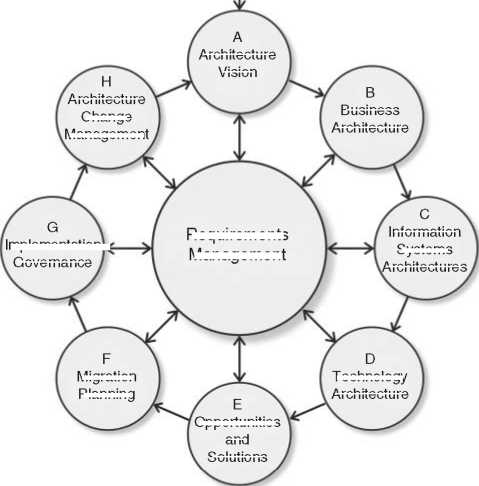 A
Architecture
Vision
B
Business
Architecture
C
Information
Systems
Architectures
D
Technology
Architecture
E
Opportunities
and
Solutions
F
Migration
Planning
G
Implementation
Governance
H
Architecture
Change
Management
Requirements
Management